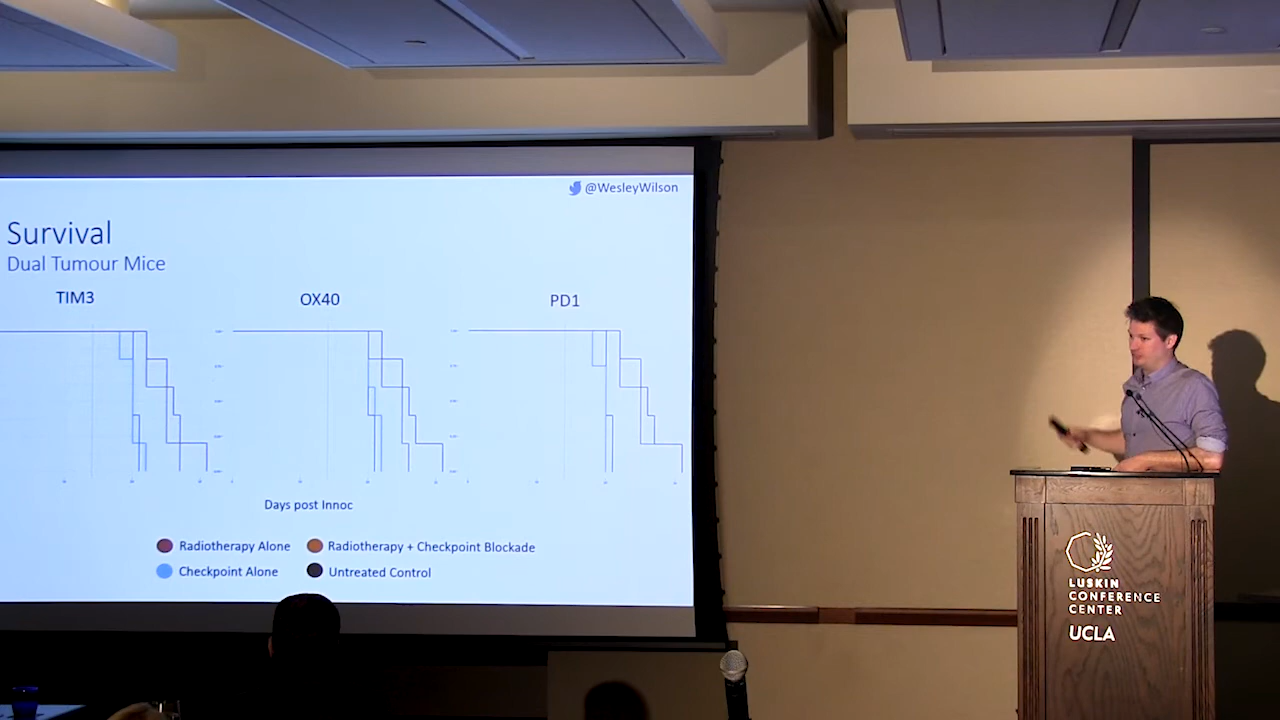 @WesleyWilson
Survival
Dual Tumour Mice
TIM3
OX40
PD1
Days post Innoc
Radiotherapy Alone
Radiotherapy + Checkpoint Blockade
Checkpoint Alone
Untreated Control
LUSKIN
CONFERENCE
CENTER
UCLA